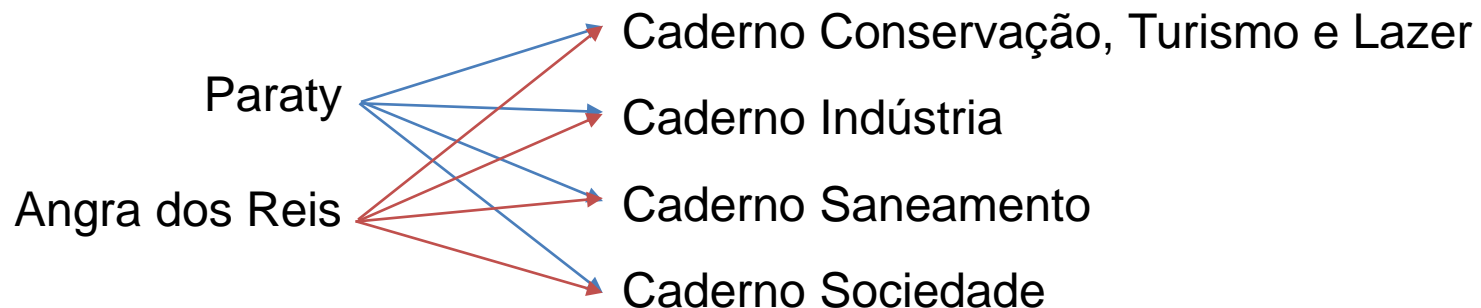 Paraty
Angra dos Reis
Caderno Conservação, Turismo e Lazer
Caderno Indústria
Caderno Saneamento
Caderno Sociedade